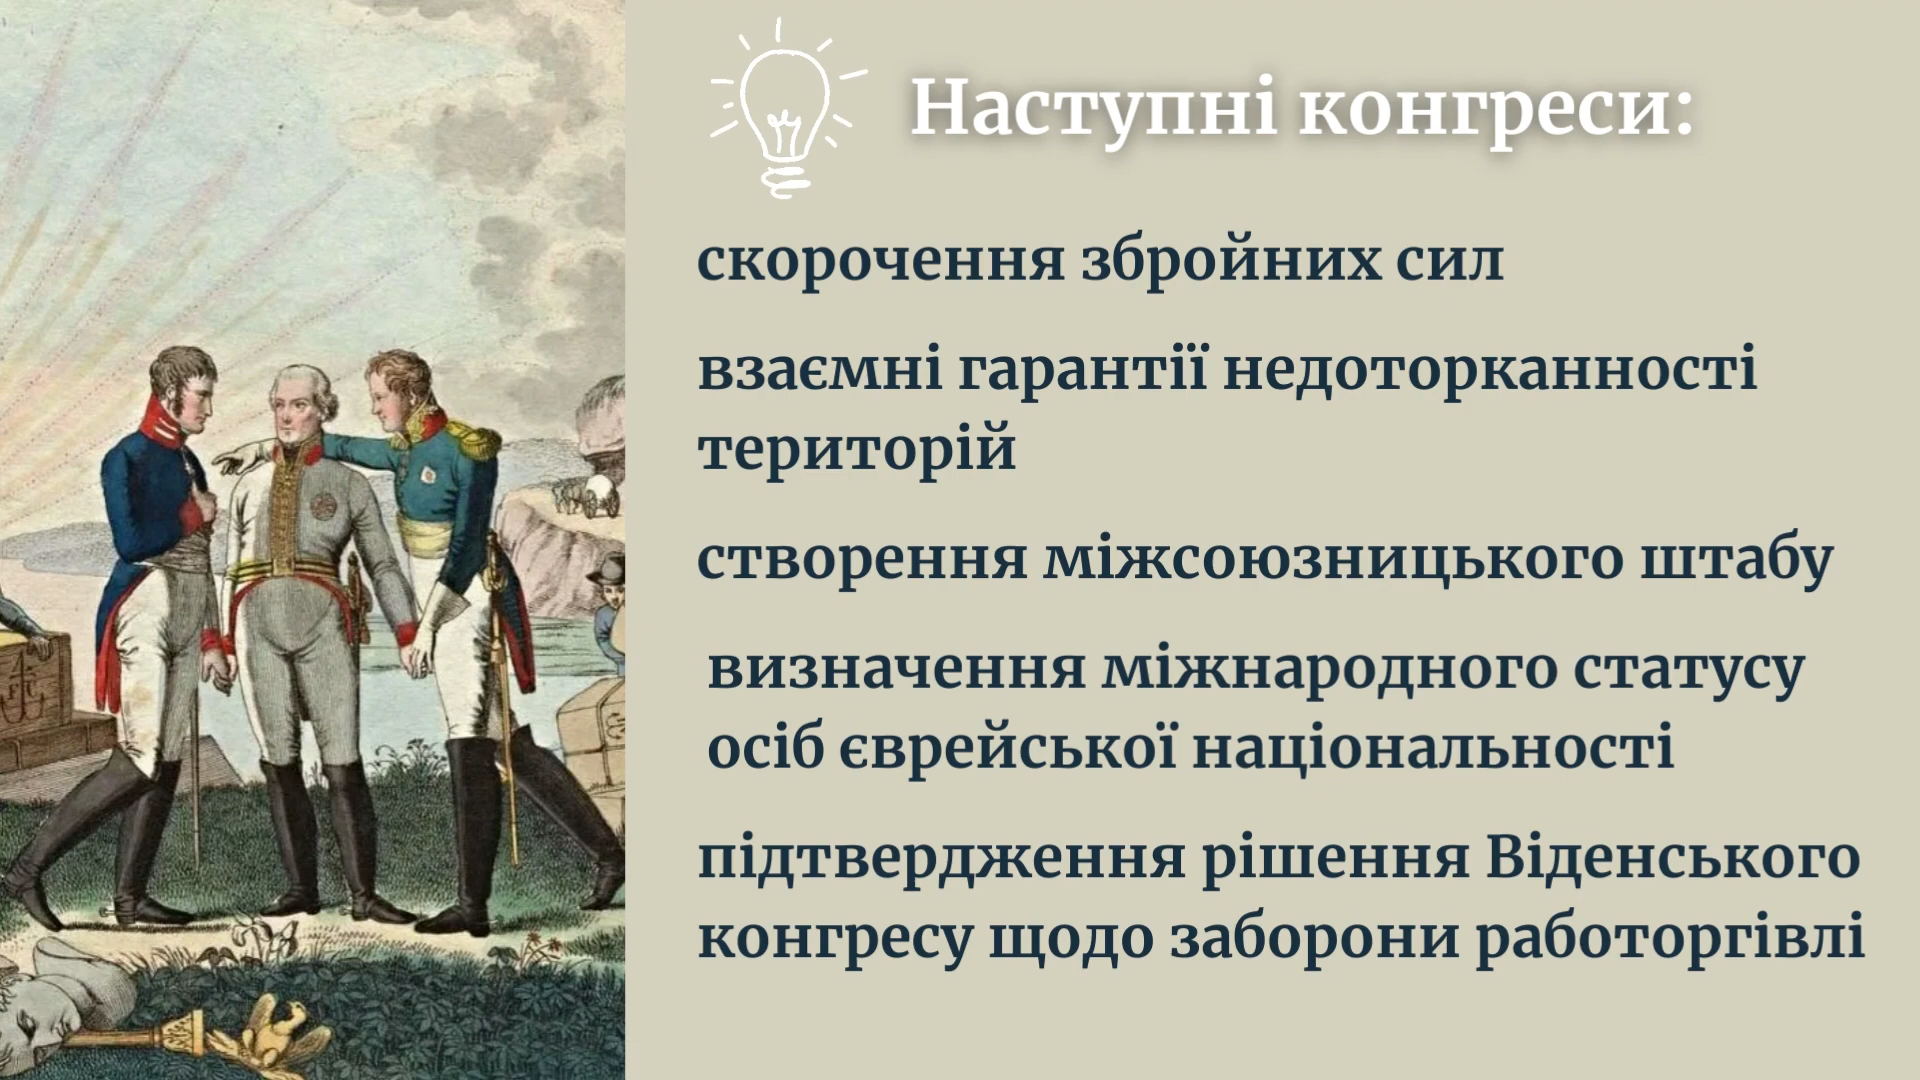 Наступні конгреси:
скорочення збройних сил
взаємні гарантії недоторканності
територій
створення міжсоюзницького штабу
визначення міжнародного статусу
осіб єврейської національності
підтвердження рішення Віденського
конгресу щодо заборони работоргівлі